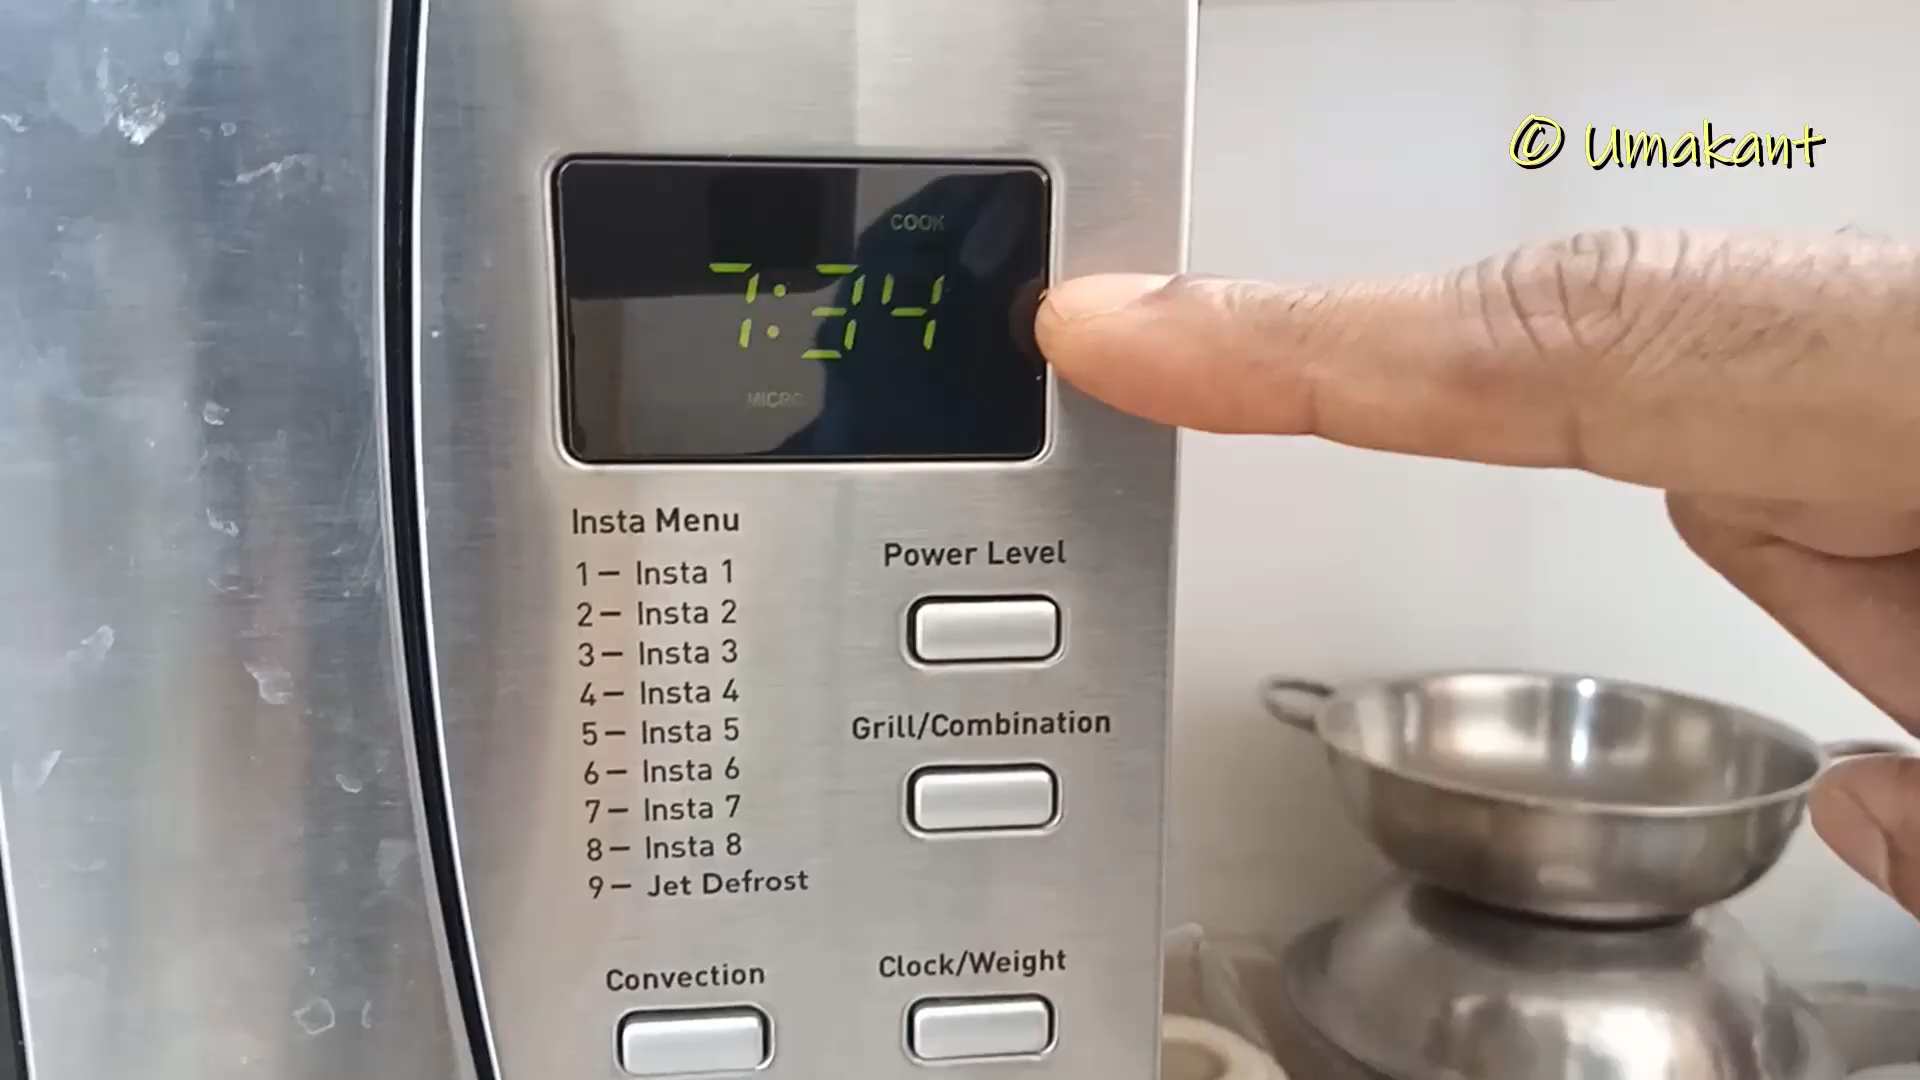 © Umakant
COOK
7:34
MICRO
Insta Menu
1– Insta 1
2– Insta 2
3– Insta 3
4– Insta 4
5– Insta 5
6– Insta 6
7– Insta 7
8– Insta 8
9– Jet Defrost
Power Level
Grill/Combination
Convection
Clock/Weight